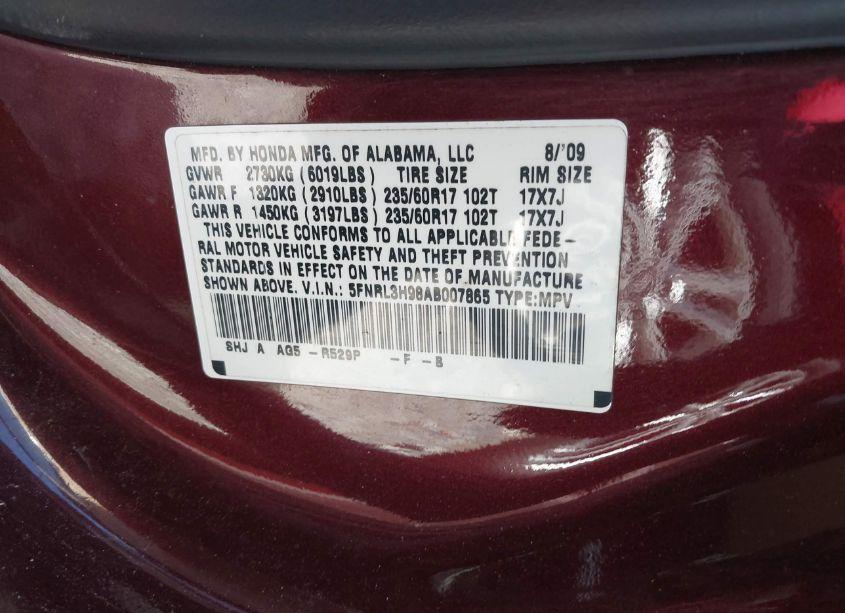 MFD. BY HONDA MFG. OF ALABAMA, LLC 8/'09
GVWR 2730KG (6019LBS) TIRE SIZE RIM SIZE
GAWR F 1320KG (2910LBS) 235/60R17 102T 17X7J
GAWR R 1450KG (3197LBS) 235/60R17 102T 17X7J
THIS VEHICLE CONFORMS TO ALL APPLICABLE FEDE-
RAL MOTOR VEHICLE SAFETY AND THEFT PREVENTION
STANDARDS IN EFFECT ON THE DATE OF MANUFACTURE
SHOWN ABOVE. V.I.N.: 5FNRL3H98AB007865 TYPE:MPV
SHJ A AG5 -R529P -F -B